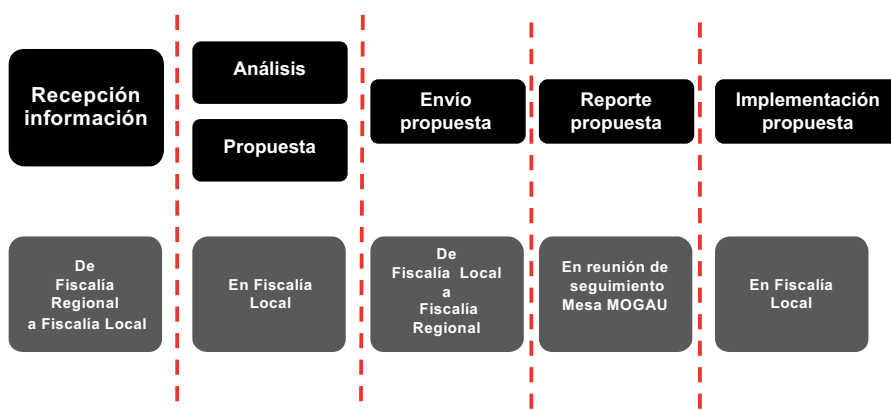 Recepción
información
Análisis
Propuesta
Envío
propuesta
Reporte
propuesta
Implementación
propuesta
De
Fiscalía
Regional
a Fiscalía Local
En Fiscalía
Local
De
Fiscalía Local
a
Fiscalía
Regional
En reunión de
seguimiento
Mesa MOGAU
En Fiscalía
Local